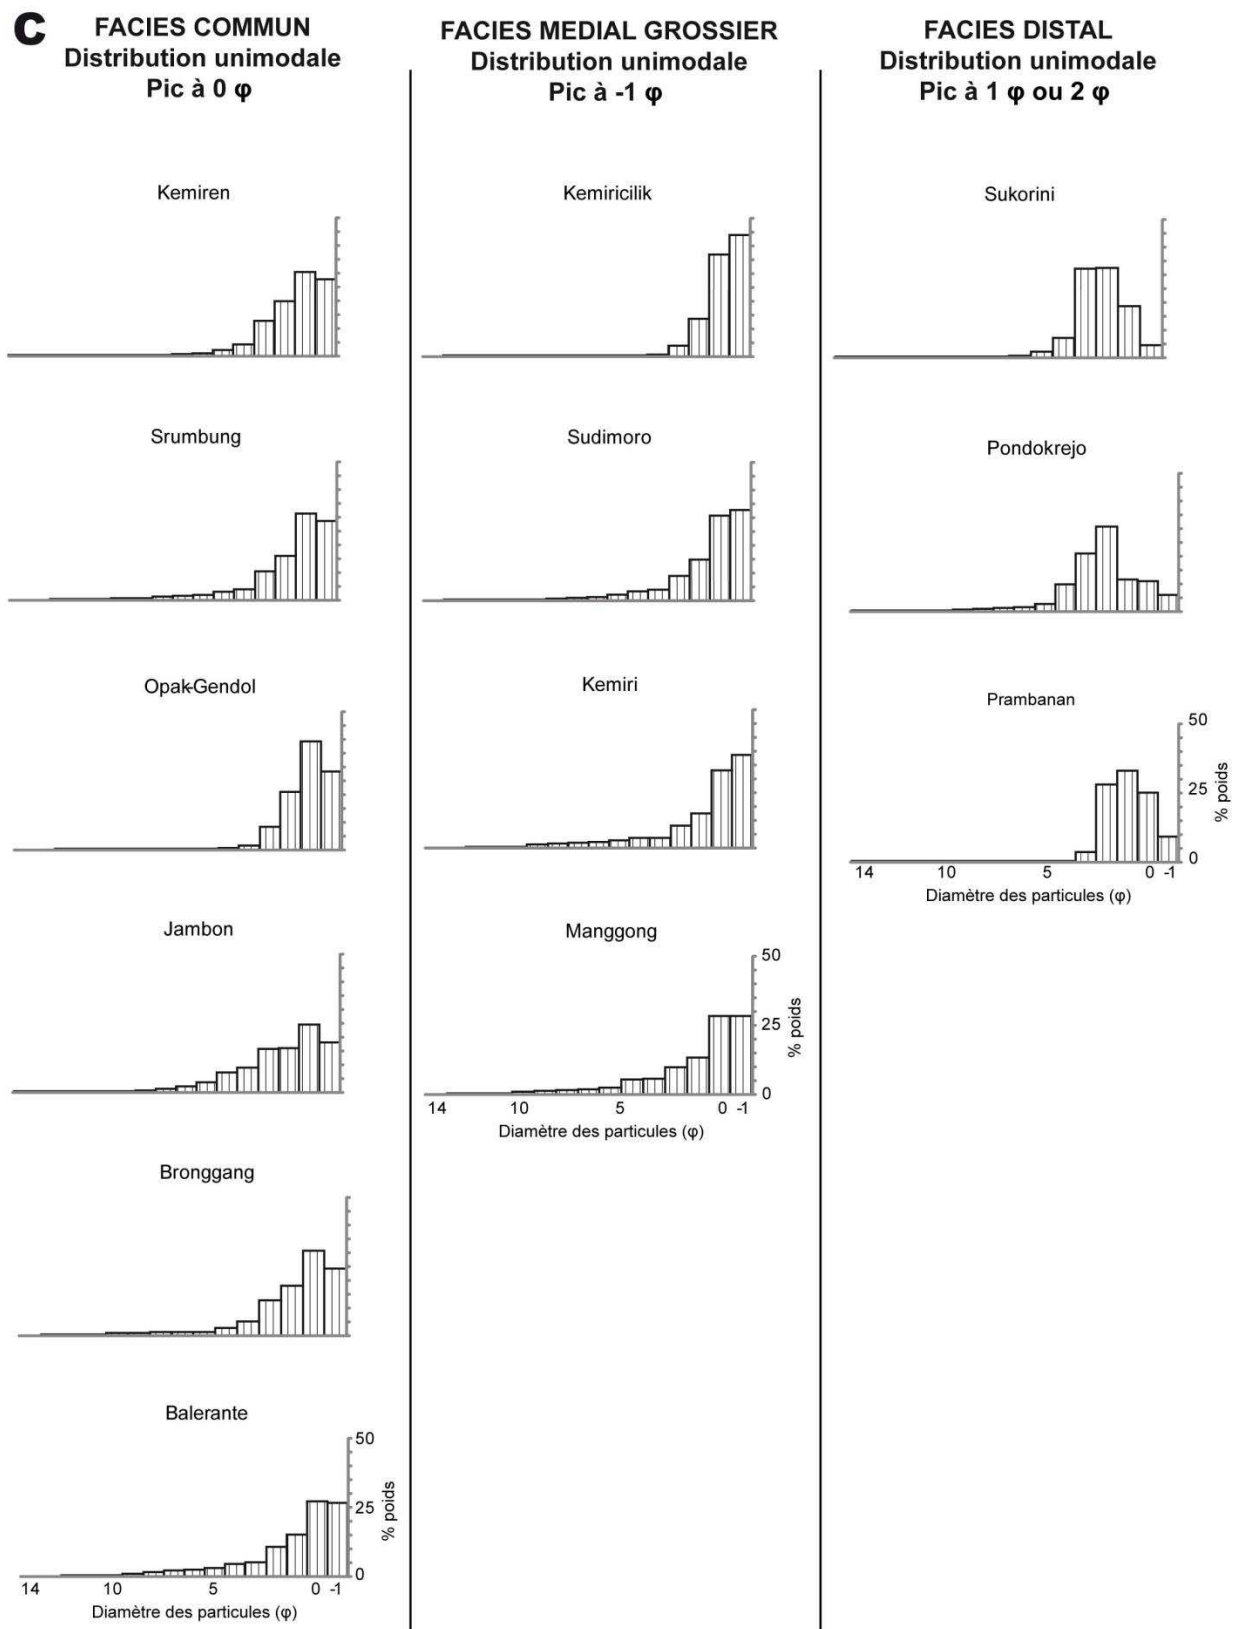 C
FACIES COMMUN
Distribution unimodale
Pic à 0 φ
Kemiren
Srumbung
Opak-Gendol
Jambon
Bronggang
Balerante
50
25
0
% poids
14 10 5 0 -1
Diamètre des particules (φ)
FACIES MEDIAL GROSSIER
Distribution unimodale
Pic à -1 φ
Kemiricilik
Sudimoro
Kemiri
Manggong
50
25
0
% poids
14 10 5 0 -1
Diamètre des particules (φ)
FACIES DISTAL
Distribution unimodale
Pic à 1 φ ou 2 φ
Sukorini
Pondokrejo
Prambanan
50
25
0
% poids
14 10 5 0 -1
Diamètre des particules (φ)